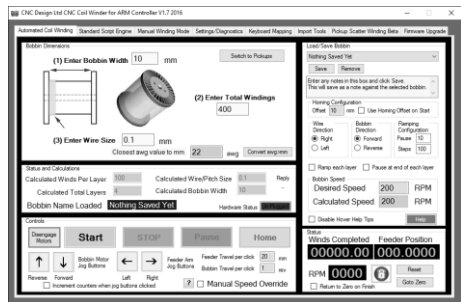 CNC Design Ltd CNC Coil Winder for ARM Controller V1.7 2016
Automated Coil Winding Standard Script Engine Manual Winding Mode Settings/Diagnostics Keyboard Mapping Import Tools Pickup Scatter Winding Beta Firmware Upgrade
Bobbin Dimensions
(1) Enter Bobbin Width 10 mm
Switch to Pickups
(2) Enter Total Windings
400
(3) Enter Wire Size 0.1 mm
Closest awg value to mm 22 awg Convert awg:mm
Status and Calculations
Calculated Winds Per Layer 100 Calculated Wire/Pitch Size 0.1 Reply
Calculated Total Layers 4 Calculated Bobbin Width 10 -
Bobbin Name Loaded Nothing Saved Yet Hardware Status
Controls
Disengage Motors Start STOP Pause Home
Bobbin Motor Jog Buttons
Feeder Arm Jog Buttons
Feeder Travel per click 20 mm
Bobbin Travel per click 1 rev
Reverse Forward Left Right
Increment counters when jog buttons clicked ? Manual Speed Override
Load/Save Bobbin
Nothing Saved Yet
Save Remove
Enter any notes in this box and click Save.
This will save as a note against the selected bobbin.
Homing Configuration
Offset 10 mm Use Homing Offset on Start
Wire Direction Bobbin Direction Ramping Configuration
Right Forward Pause 10
Left Reverse Steps 100
Ramp each layer Pause at end of each layer
Bobbin Speed
Desired Speed 200 RPM
Calculated Speed 200 RPM
Disable Hover Help Tips Help
Status
Winds Completed Feeder Position
00000.00 000.0000
RPM 0000 Reset
Return to Zero on Finish Goto Zero